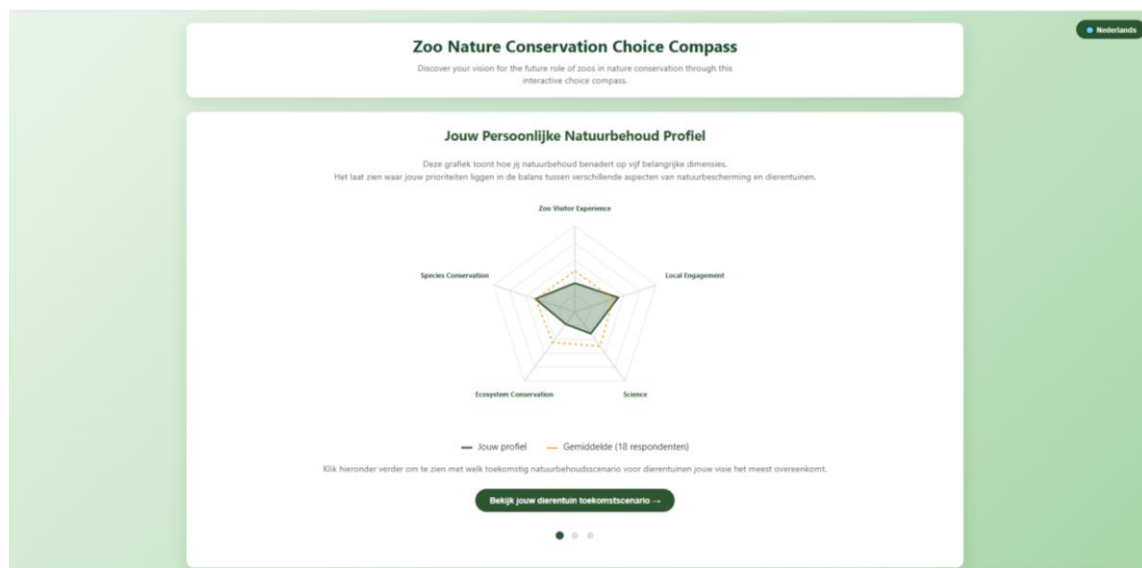 Nederlands
Zoo Nature Conservation Choice Compass
Discover your vision for the future role of zoos in nature conservation through this
interactive choice compass.
Jouw Persoonlijke Natuurbehoud Profiel
Deze grafiek toont hoe jij natuurbehoud benadert op vijf belangrijke dimensies.
Het laat zien waar jouw prioriteiten liggen in de balans tussen verschillende aspecten van natuurbescherming en dierentuinen.
Zoo Visitor Experience
Species Conservation
Local Engagement
Ecosystem Conservation
Science
Jouw profiel
Gemiddelde (18 respondenten)
Klik hieronder verder om te zien met welk toekomstig natuurbehoudsscenario voor dierentuinen jouw visie het meest overeenkomt.
Bekijk jouw dierentuin toekomstscenario →